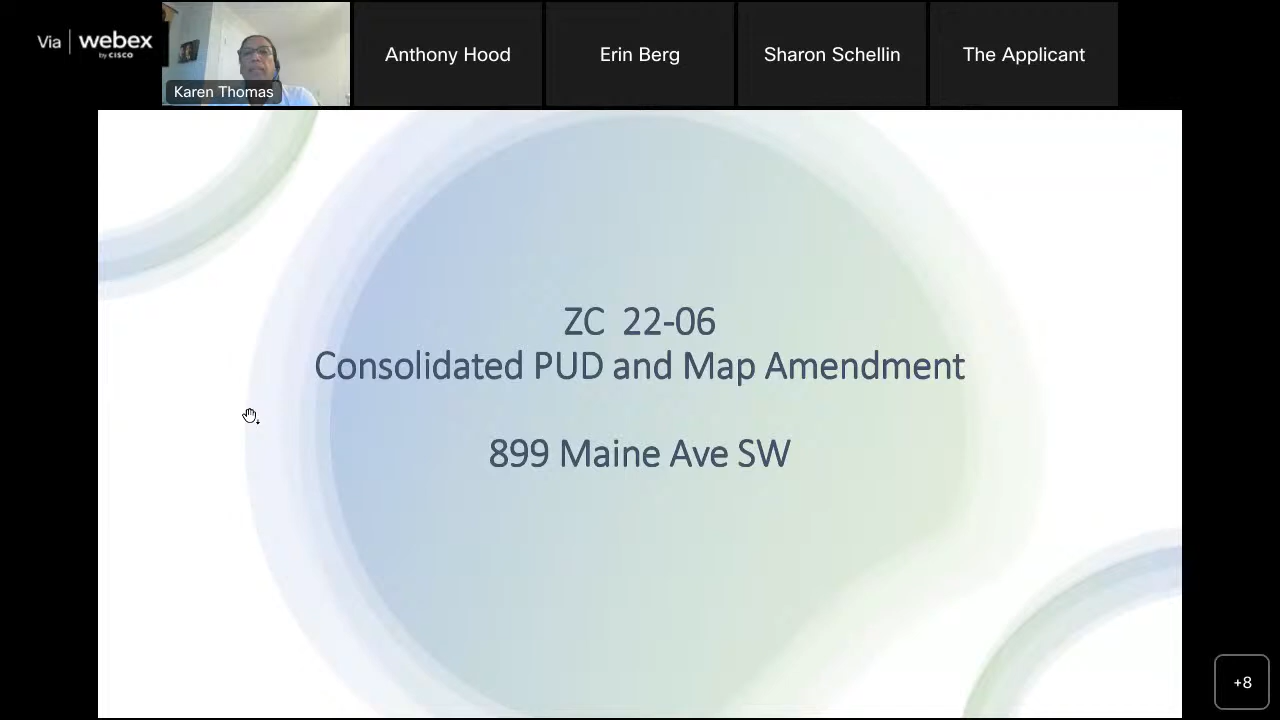 Via webex
by CISCO
Karen Thomas
Anthony Hood
Erin Berg
Sharon Schellin
The Applicant
ZC 22-06
Consolidated PUD and Map Amendment
899 Maine Ave SW
+8